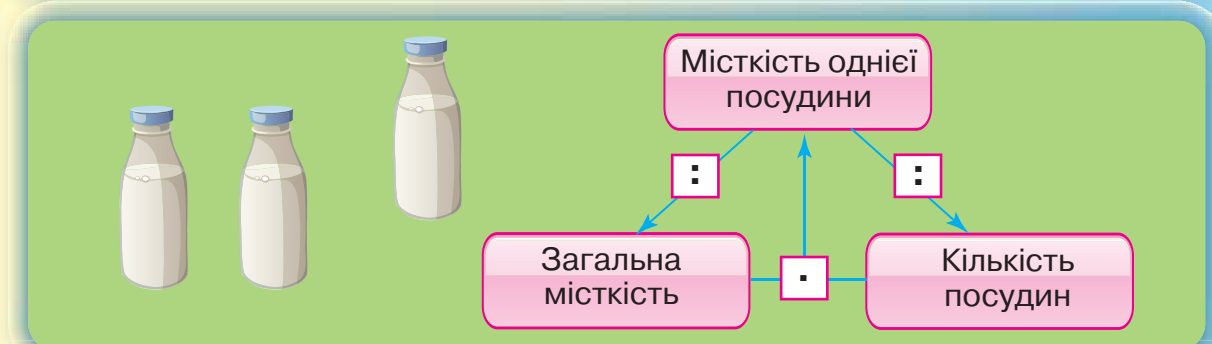 Місткість однієї
посудини
:
:
Загальна
місткість
·
Кількість
посудин